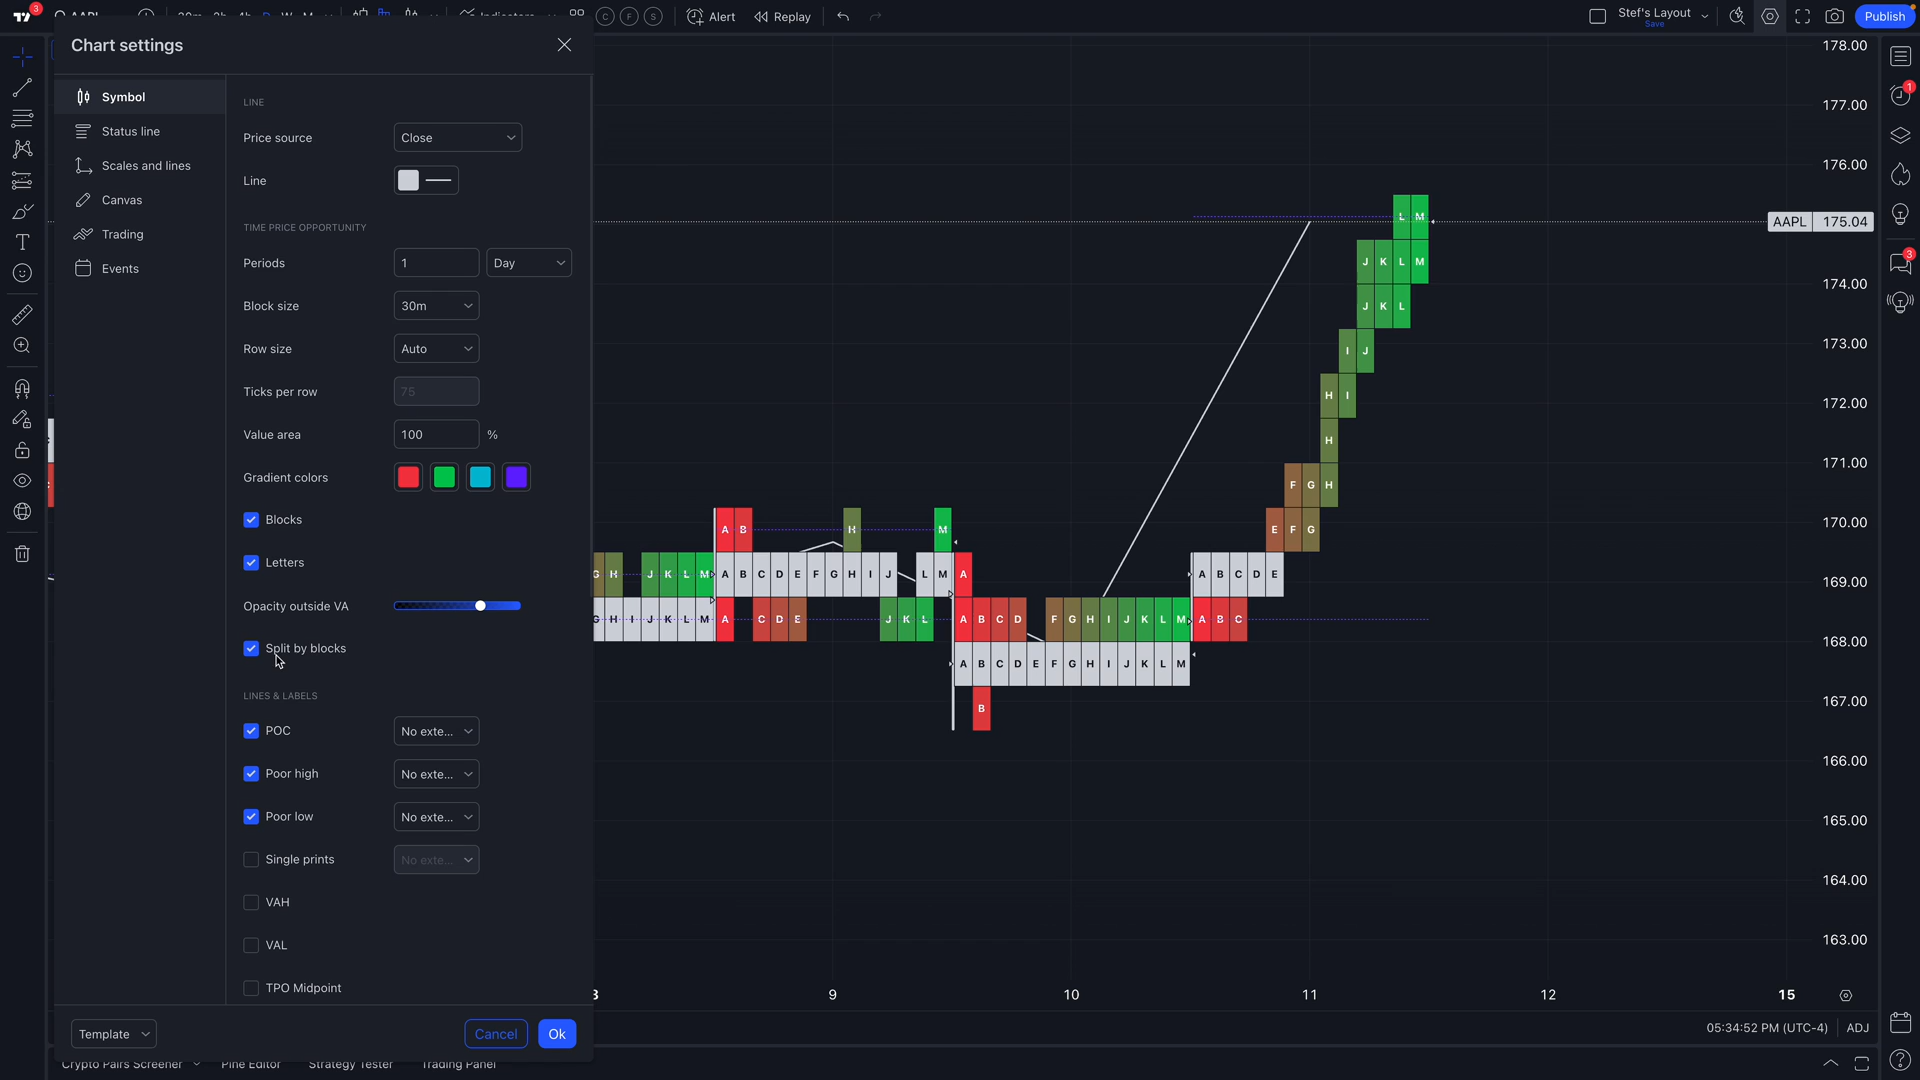 3
C F S Alert Replay
Stef's Layout
Save
Publish
Chart settings
Symbol
Status line
Scales and lines
Canvas
Trading
Events
LINE
Price source Close
Line
TIME PRICE OPPORTUNITY
Periods 1 Day
Block size 30m
Row size Auto
Ticks per row 75
Value area 100 %
Gradient colors
Blocks
Letters
Opacity outside VA
Split by blocks
LINES & LABELS
POC No exte...
Poor high No exte...
Poor low No exte...
Single prints No exte...
VAH
VAL
TPO Midpoint
Template Cancel Ok
Crypto Pairs Screener Pine Editor Strategy Tester Trading Panel
L M
J K L M
J K L
I J
H I
H
F G H
A B H M E F G
G H J K L M A B C D E F G H I J L M A A B C D E
G H I J K L M A C D E J K L A B C D F G H I J K L M A B C
A B C D E F G H I J K L M
B
178.00
177.00
176.00
AAPL 175.04
174.00
173.00
172.00
171.00
170.00
169.00
168.00
167.00
166.00
165.00
164.00
163.00
9 10 11 12 15
05:34:52 PM (UTC-4) ADJ
1
3